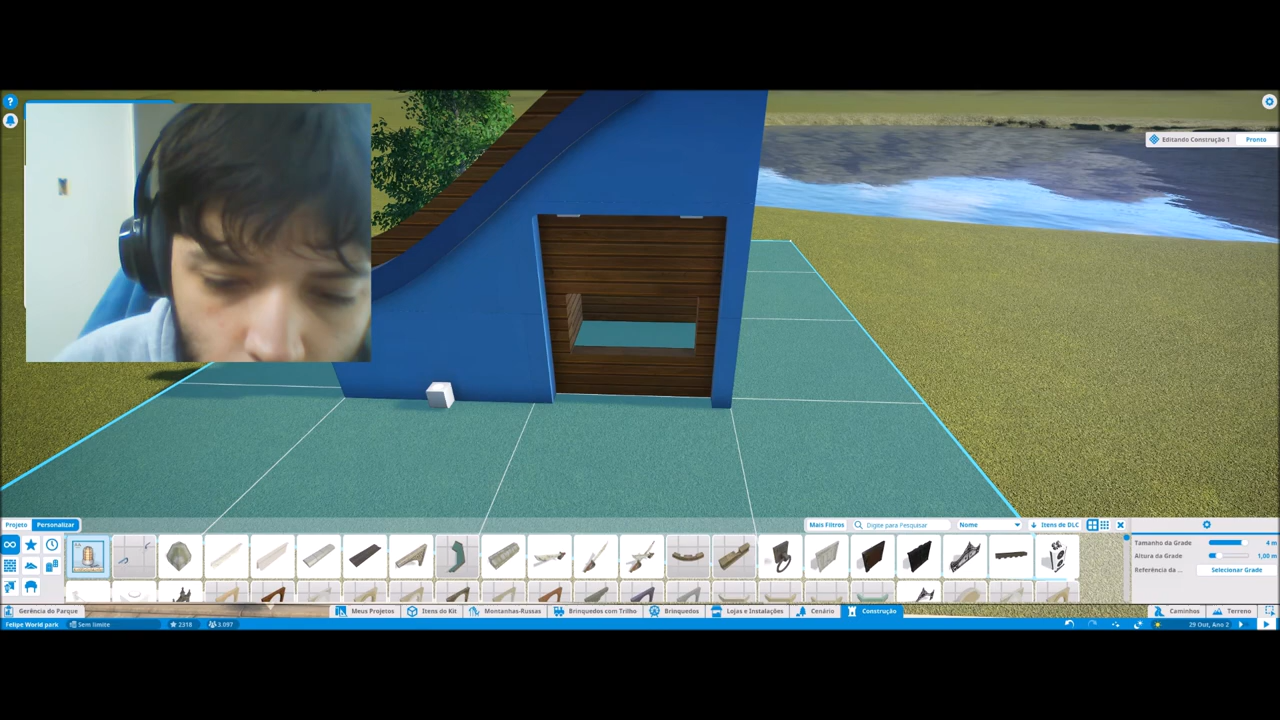 ?
Editando Construção 1 Pronto
Projeto Personalizar
Mais Filtros Digite para Pesquisar Nome Itens de DLC
Tamanho da Grade 4 m
Altura da Grade 1,00 m
Referência da ... Selecionar Grade
Gerência do Parque Meus Projetos Itens do Kit Montanhas-Russas Brinquedos com Trilho Brinquedos Lojas e Instalações Cenário Construção Caminhos Terreno
Felipe World park Sem limite 2318 3.097 29 Out, Ano 2